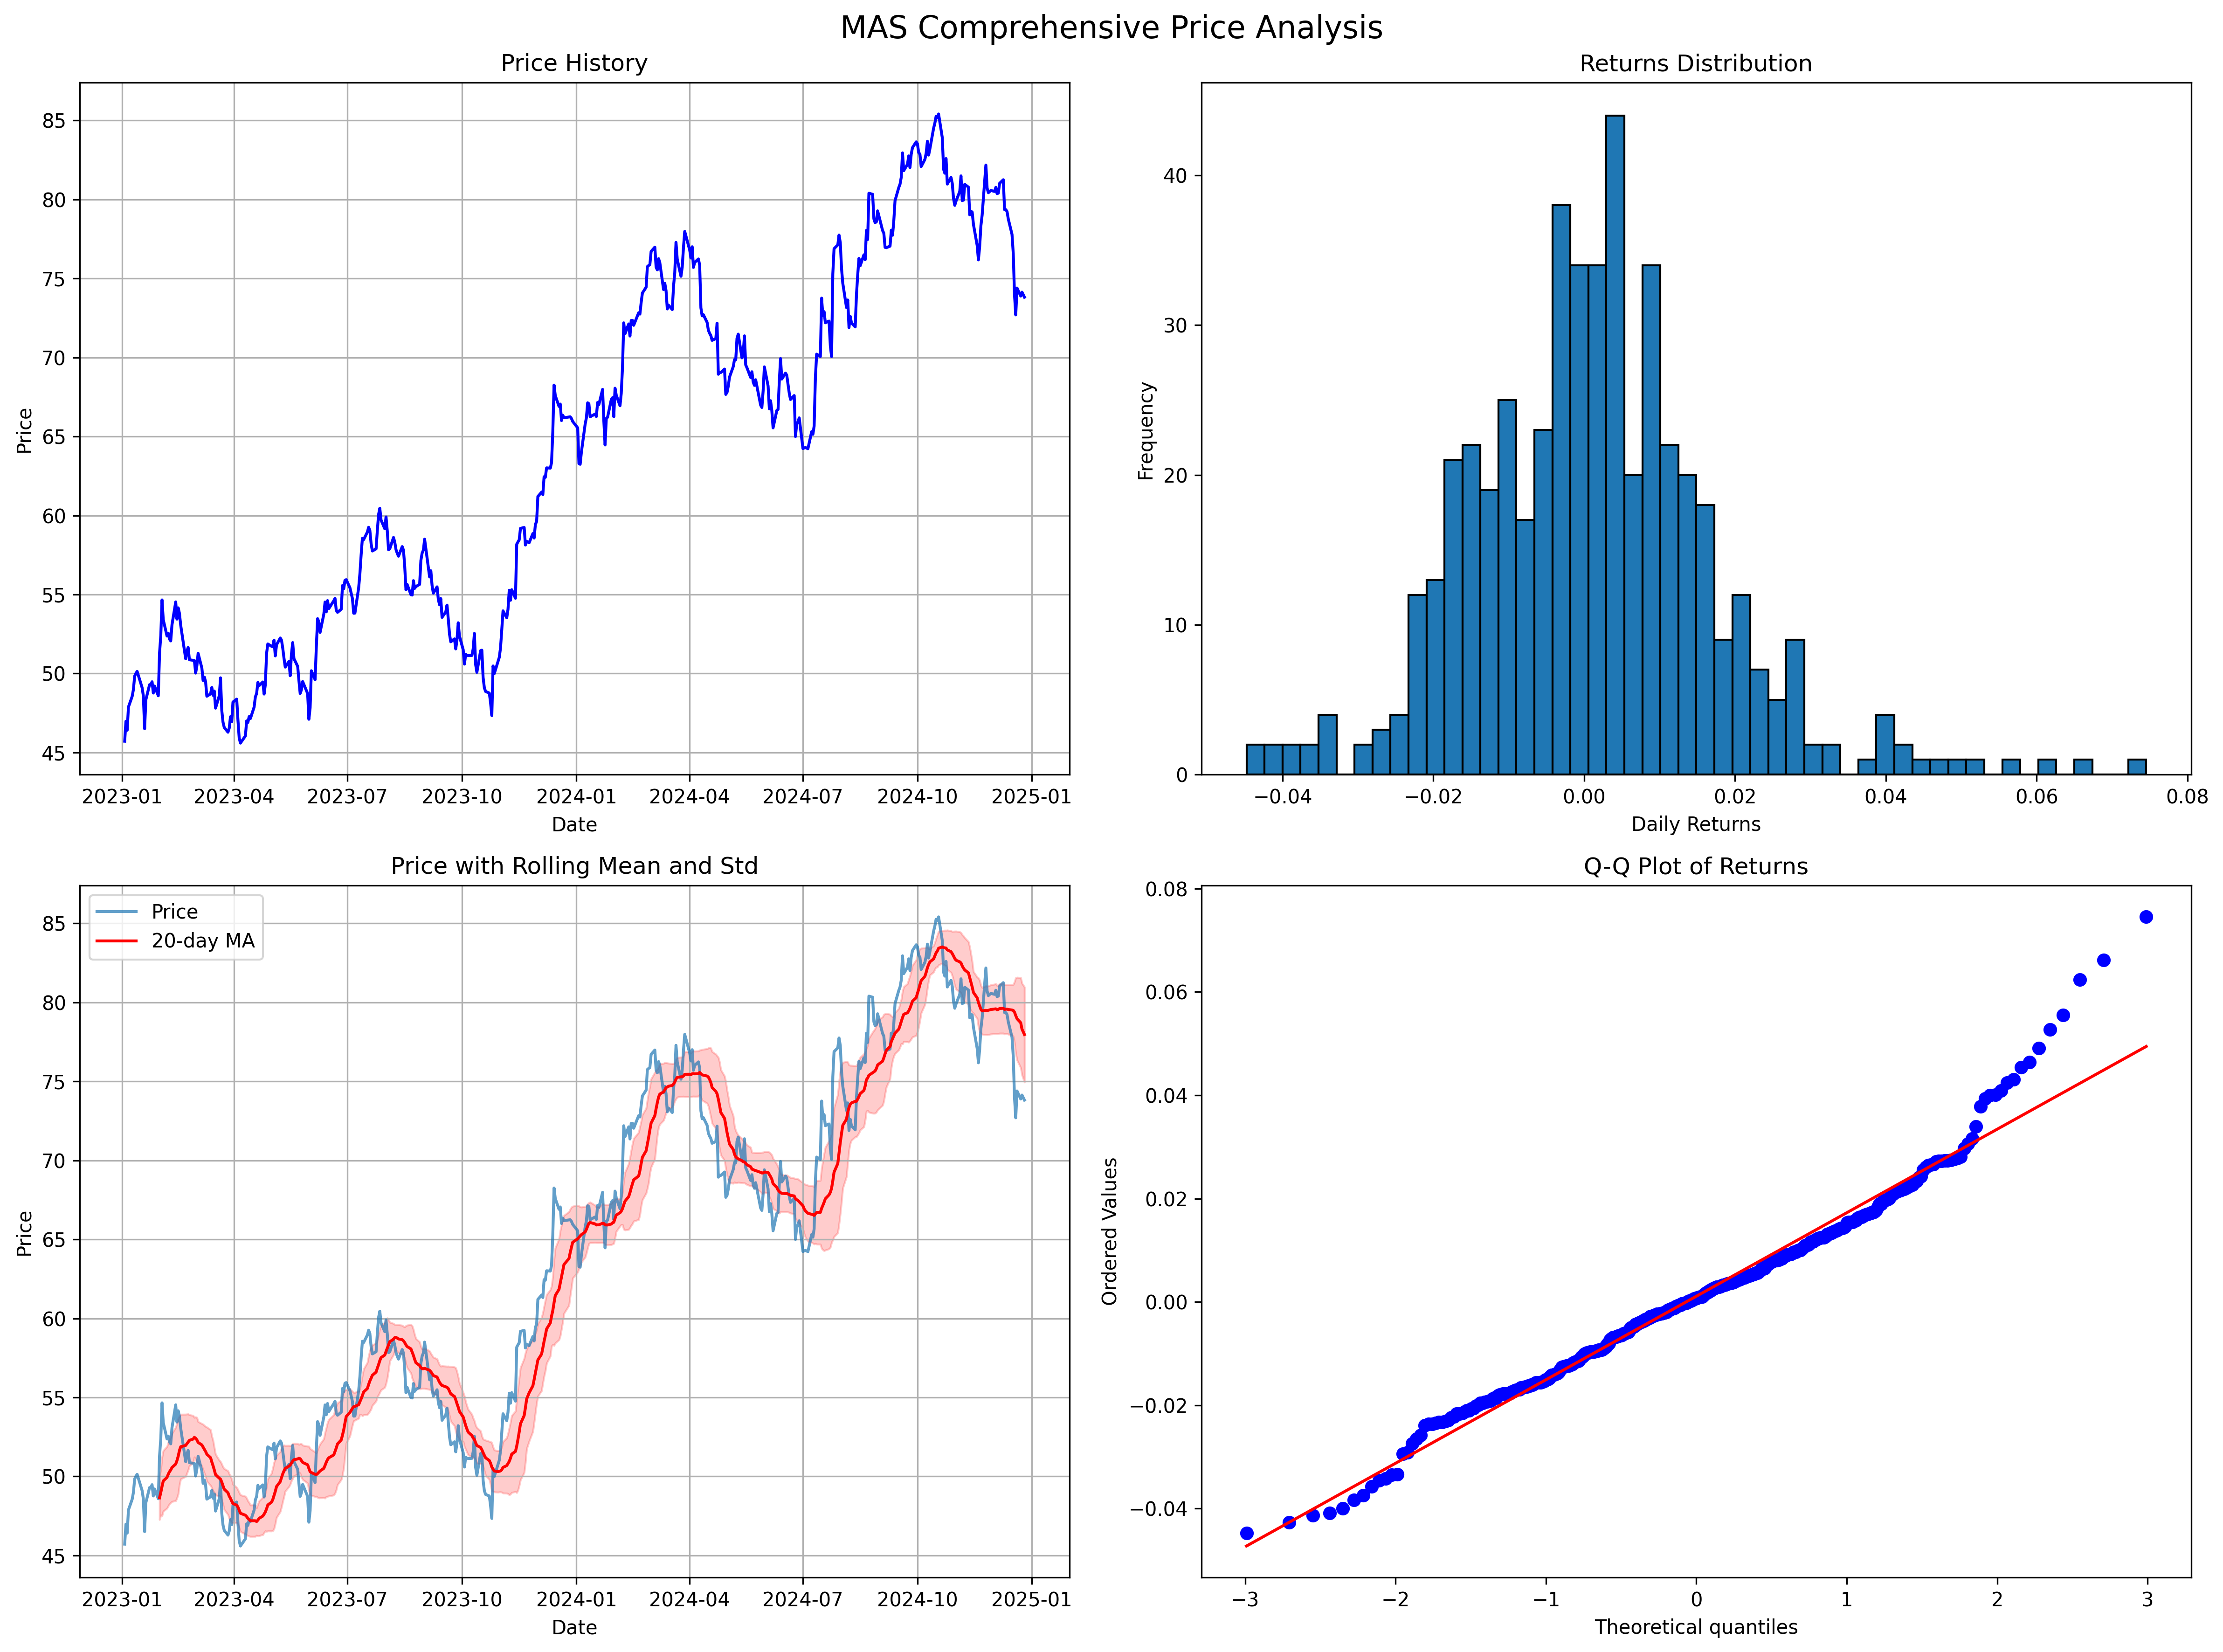 MAS Comprehensive Price Analysis
Price History
85
80
75
70
65
60
55
50
45
Price
2023-01 2023-04 2023-07 2023-10 2024-01 2024-04 2024-07 2024-10 2025-01
Date
Returns Distribution
40
30
20
10
0
Frequency
−0.04 −0.02 0.00 0.02 0.04 0.06 0.08
Daily Returns
Price with Rolling Mean and Std
Price
20-day MA
85
80
75
70
65
60
55
50
45
Price
2023-01 2023-04 2023-07 2023-10 2024-01 2024-04 2024-07 2024-10 2025-01
Date
Q-Q Plot of Returns
0.08
0.06
0.04
0.02
0.00
−0.02
−0.04
Ordered Values
−3 −2 −1 0 1 2 3
Theoretical quantiles